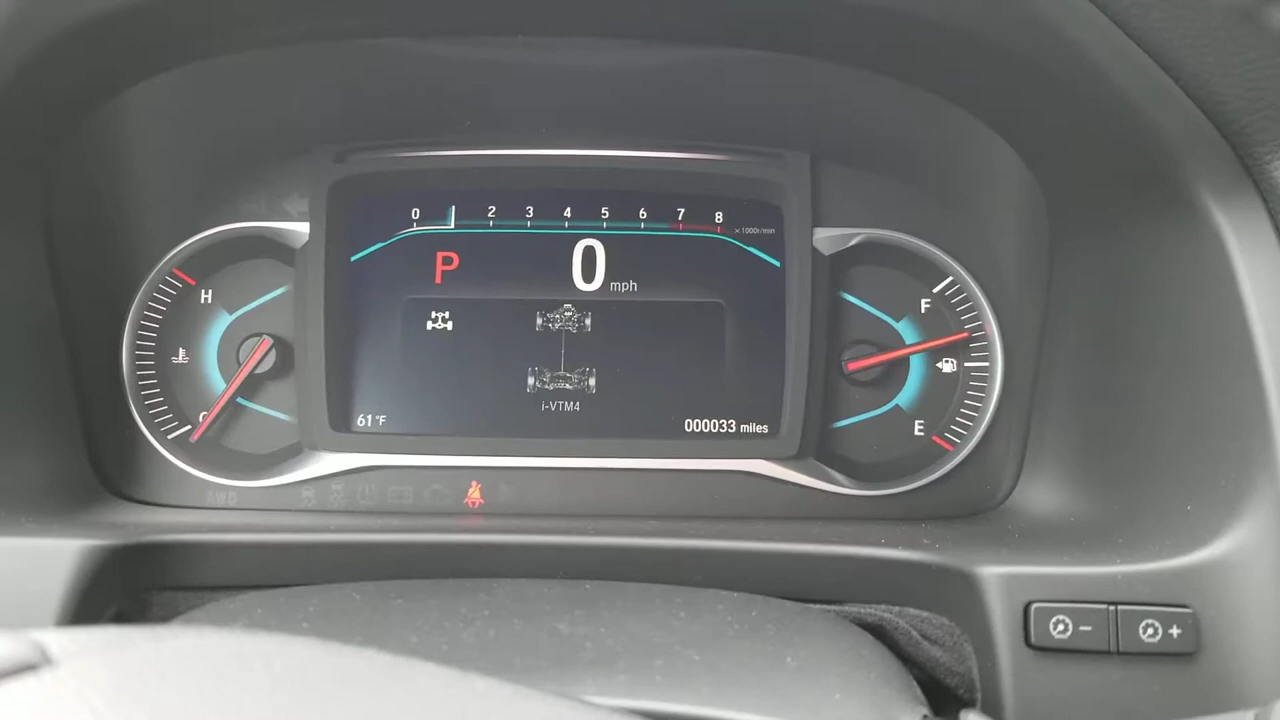 0 2 3 4 5 6 7 8
×1000r/min
P 0 mph
H
F
i-VTM4
C
E
61°F
000033 miles
AWD
- +